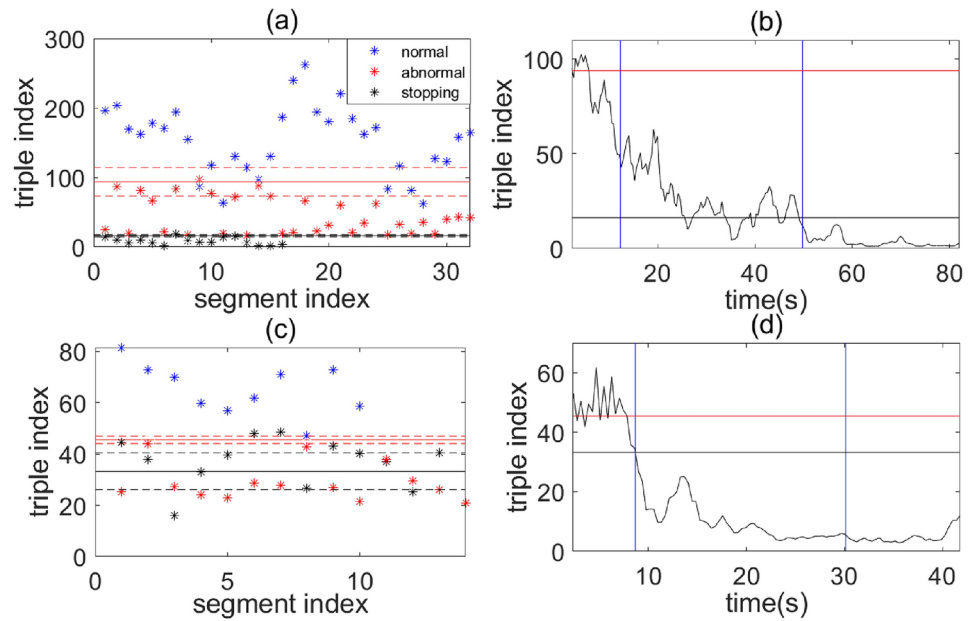 (a)
triple index
300
200
100
0
0 10 20 30
segment index
normal
abnormal
stopping
(b)
triple index
100
50
0
20 40 60 80
time(s)
(c)
triple index
80
60
40
20
0
0 5 10
segment index
(d)
triple index
60
40
20
0
10 20 30 40
time(s)